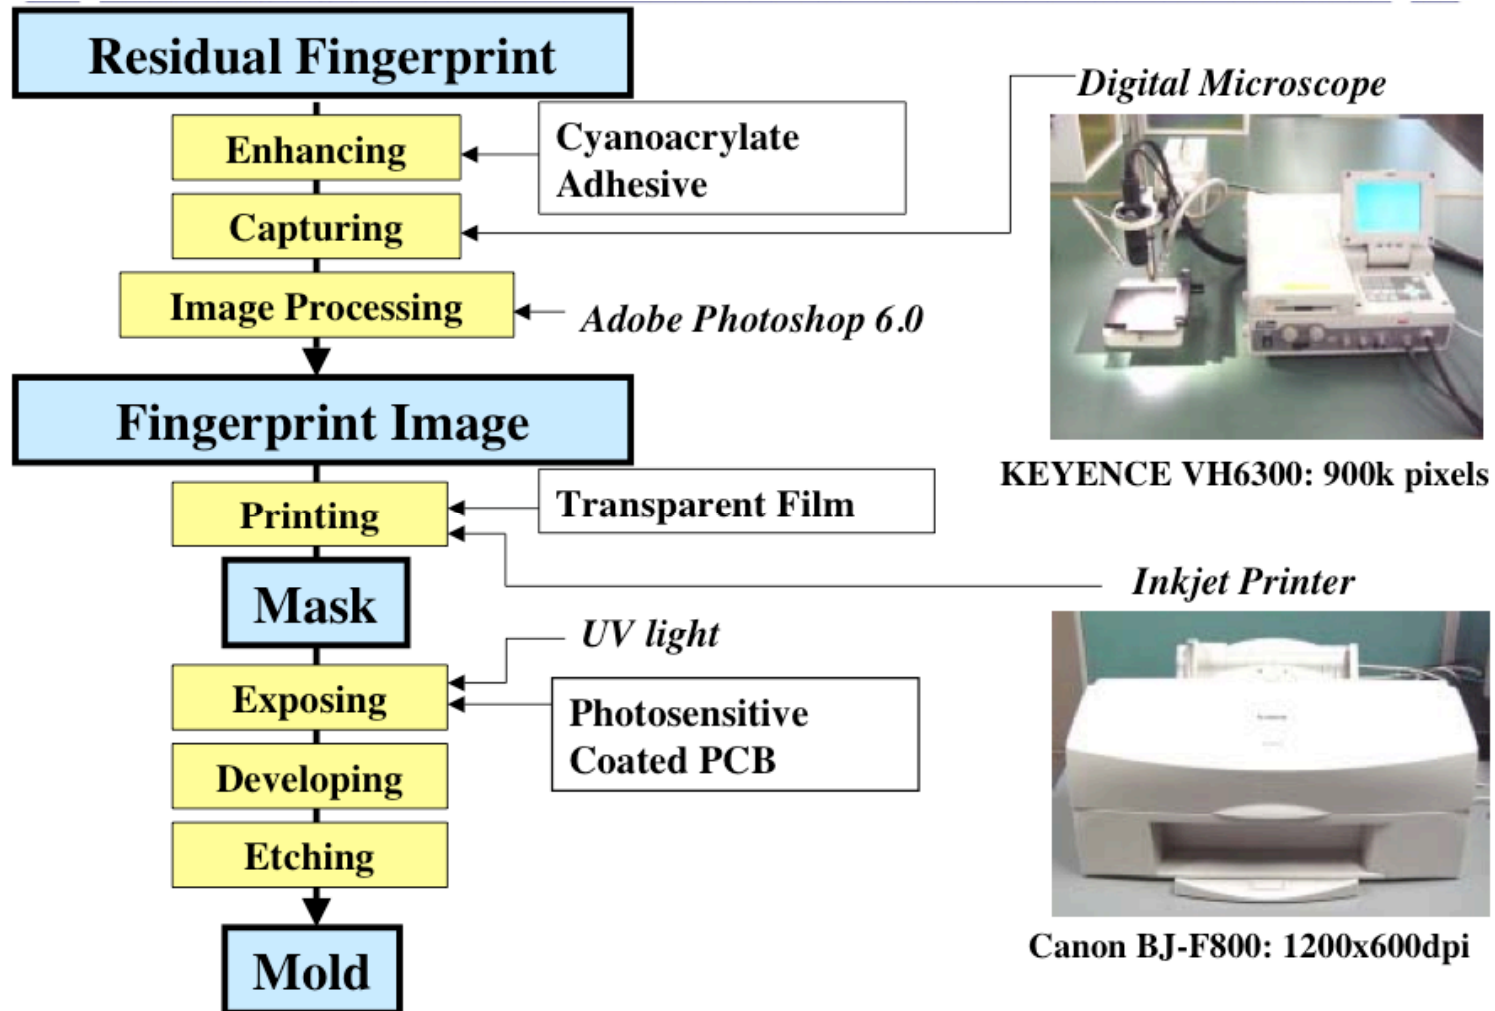 Residual Fingerprint
Digital Microscope
Enhancing
Cyanoacrylate
Adhesive
Capturing
Image Processing
Adobe Photoshop 6.0
Fingerprint Image
KEYENCE VH6300: 900k pixels
Printing
Transparent Film
Inkjet Printer
Mask
UV light
Exposing
Photosensitive
Coated PCB
Developing
Etching
Canon BJ-F800: 1200x600dpi
Mold